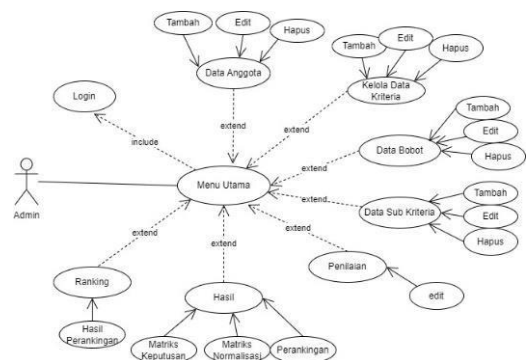 Tambah
Edit
Hapus
Data Anggota
Tambah
Edit
Hapus
Kelola Data
Kriteria
Login
extend
extend
include
Tambah
Edit
Hapus
Data Bobot
extend
Menu Utama
Admin
extend
Tambah
Edit
Hapus
Data Sub Kriteria
extend
extend
extend
Penilaian
edit
Ranking
Hasil
Perankingan
Hasil
Matriks
Keputusan
Matriks
Normalisasi
Perankingan